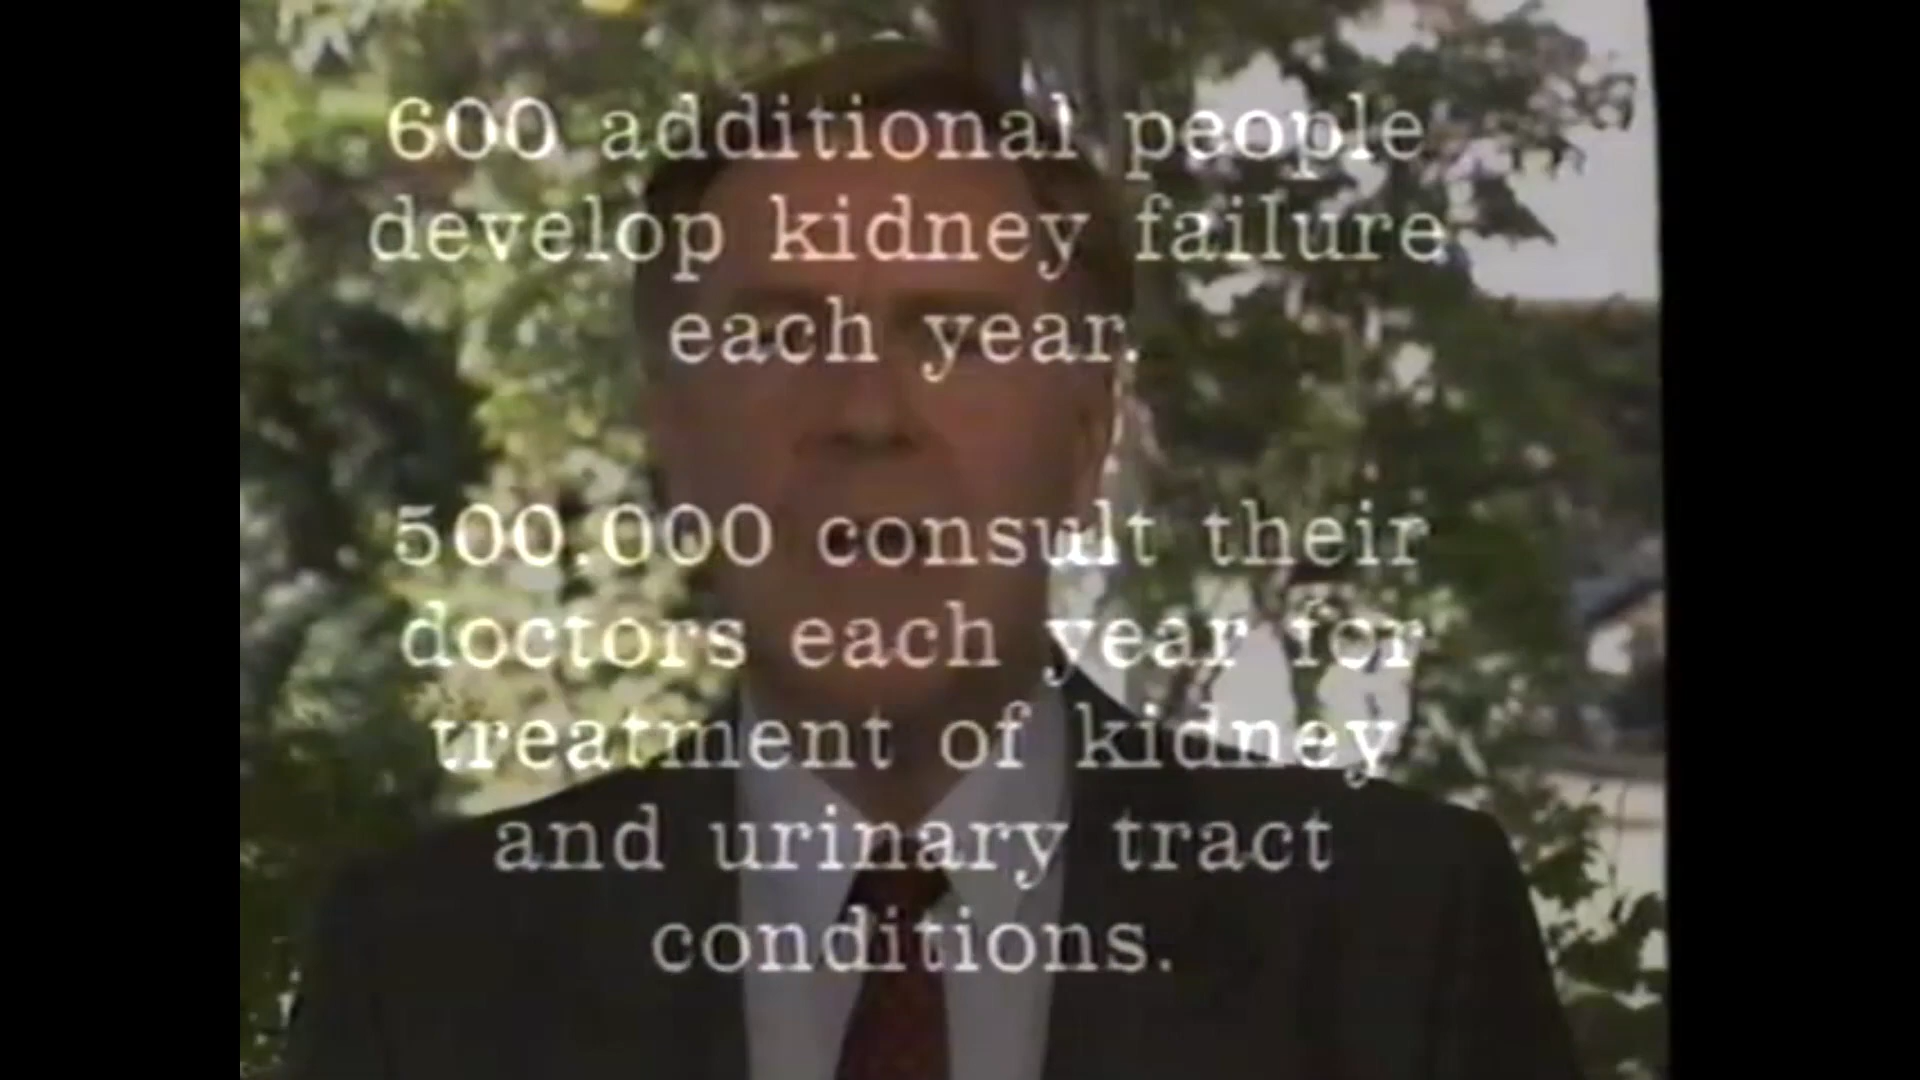 600 additional people
develop kidney failure
each year.
500.000 consult their
doctors each year for
treatment of kidney
and urinary tract
conditions.